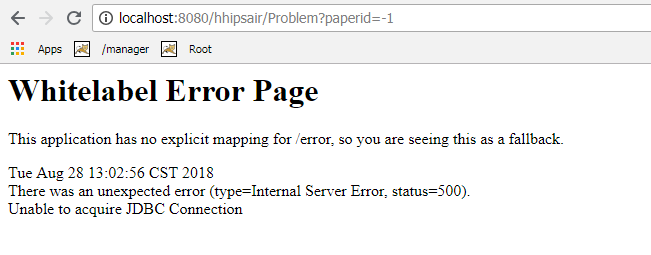 localhost:8080/hhipsair/Problem?paperid=-1
Apps /manager Root
Whitelabel Error Page
This application has no explicit mapping for /error, so you are seeing this as a fallback.
Tue Aug 28 13:02:56 CST 2018
There was an unexpected error (type=Internal Server Error, status=500).
Unable to acquire JDBC Connection